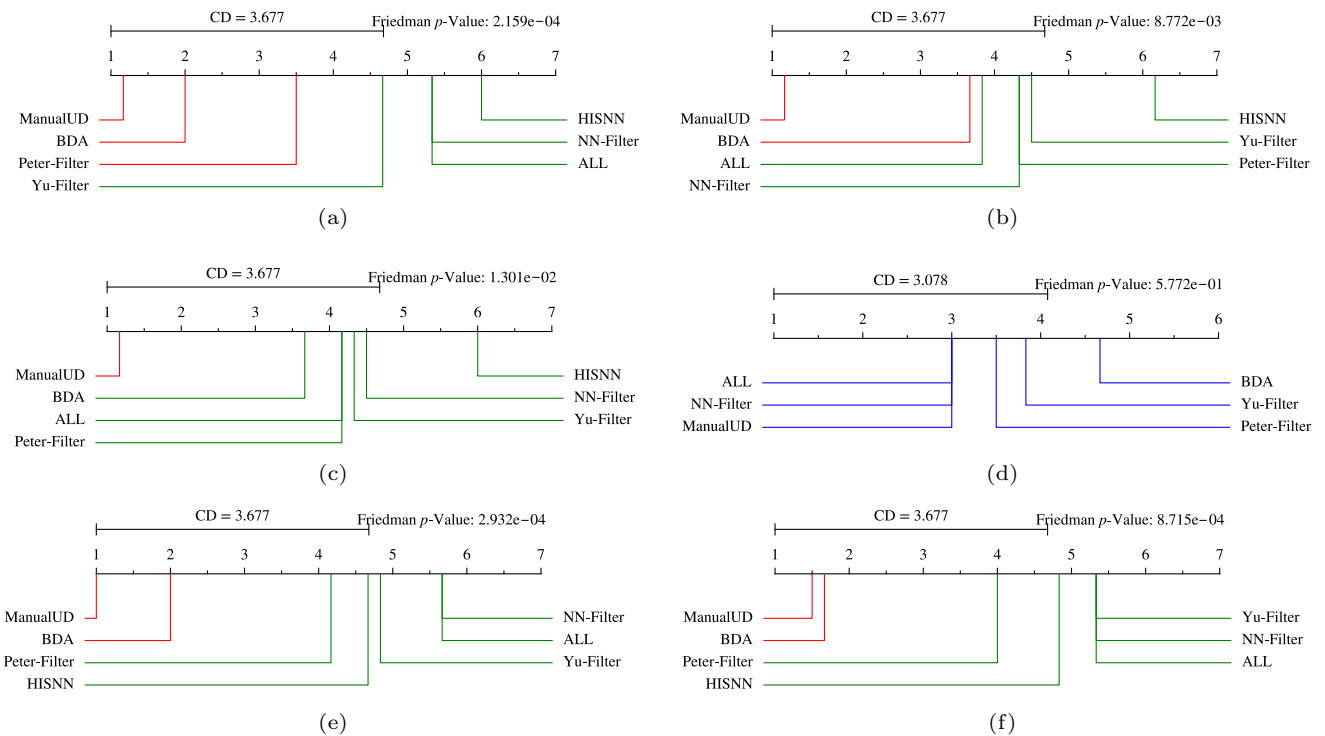 CD = 3.677 Friedman p-Value: 2.159e−04
1 2 3 4 5 6 7
ManualUD HISNN
BDA NN-Filter
Peter-Filter ALL
Yu-Filter
(a)
CD = 3.677 Friedman p-Value: 8.772e−03
1 2 3 4 5 6 7
ManualUD HISNN
BDA Yu-Filter
ALL Peter-Filter
NN-Filter
(b)
CD = 3.677 Friedman p-Value: 1.301e−02
1 2 3 4 5 6 7
ManualUD HISNN
BDA NN-Filter
ALL Yu-Filter
Peter-Filter
(c)
CD = 3.078 Friedman p-Value: 5.772e−01
1 2 3 4 5 6
ALL BDA
NN-Filter Yu-Filter
ManualUD Peter-Filter
(d)
CD = 3.677 Friedman p-Value: 2.932e−04
1 2 3 4 5 6 7
ManualUD NN-Filter
BDA ALL
Peter-Filter Yu-Filter
HISNN
(e)
CD = 3.677 Friedman p-Value: 8.715e−04
1 2 3 4 5 6 7
ManualUD Yu-Filter
BDA NN-Filter
Peter-Filter ALL
HISNN
(f)